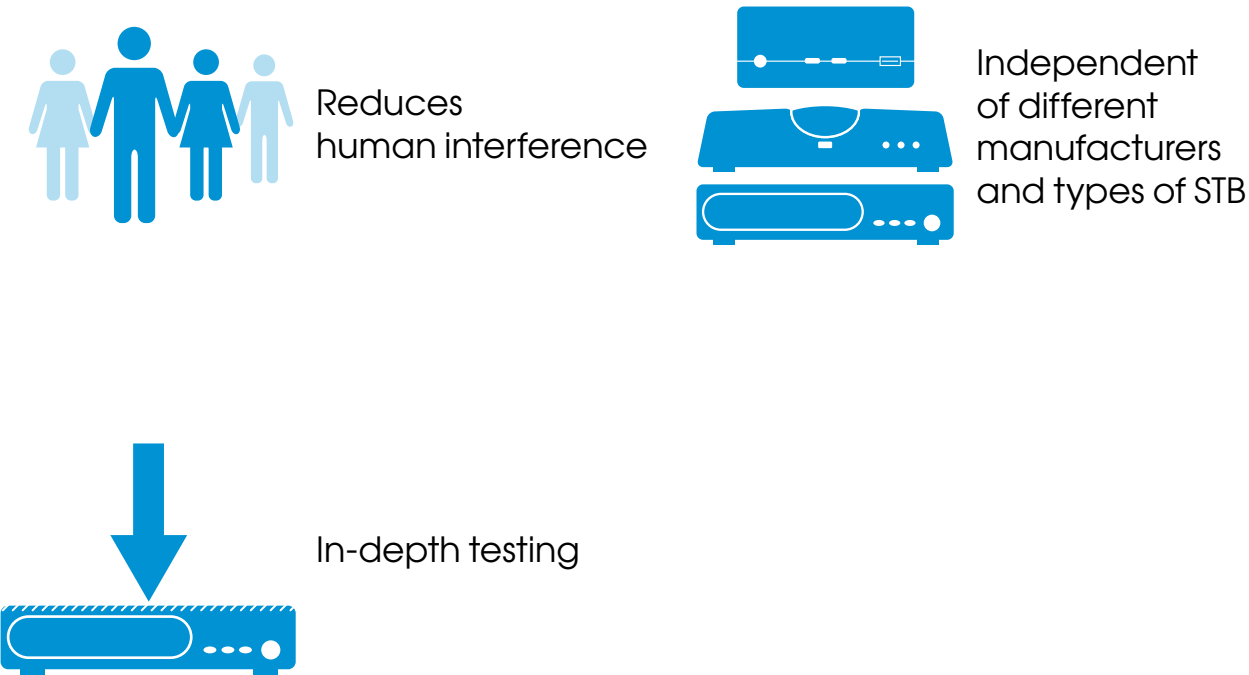 Reduces
human interference
Independent
of different
manufacturers
and types of STB
In-depth testing